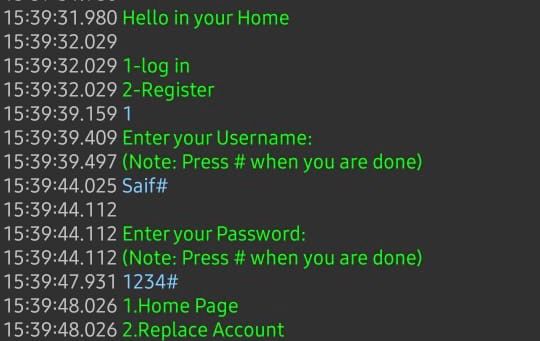 15:39:31.980 Hello in your Home
15:39:32.029
15:39:32.029 1-log in
15:39:32.029 2-Register
15:39:39.159 1
15:39:39.409 Enter your Username:
15:39:39.497 (Note: Press # when you are done)
15:39:44.025 Saif#
15:39:44.112
15:39:44.112 Enter your Password:
15:39:44.112 (Note: Press # when you are done)
15:39:47.931 1234#
15:39:48.026 1.Home Page
15:39:48.026 2.Replace Account